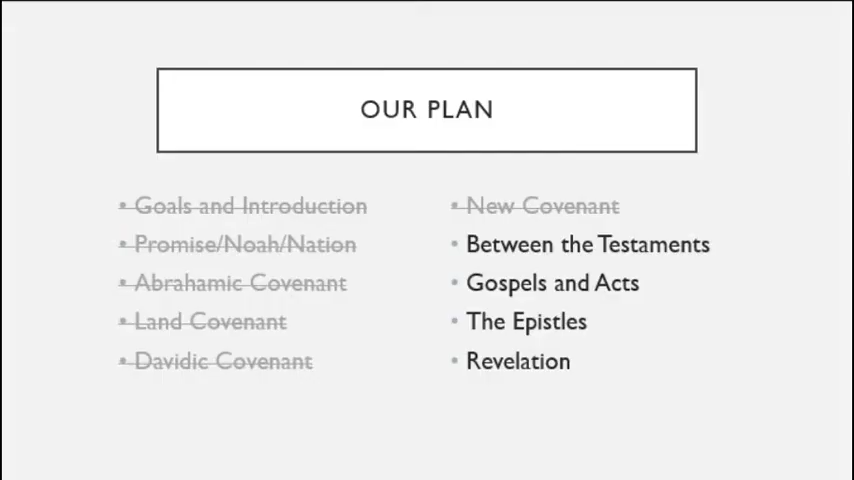 OUR PLAN
• Goals and Introduction
• Promise/Noah/Nation
• Abrahamic Covenant
• Land Covenant
• Davidic Covenant
• New Covenant
• Between the Testaments
• Gospels and Acts
• The Epistles
• Revelation